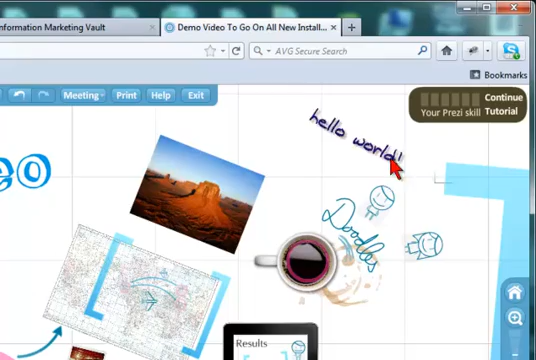 nformation Marketing Vault
Demo Video To Go On All New Install...
AVG Secure Search
Bookmarks
Meeting
Print
Help
Exit
Continue
Your Prezi skill Tutorial
hello world!
eo
Doodles
Results